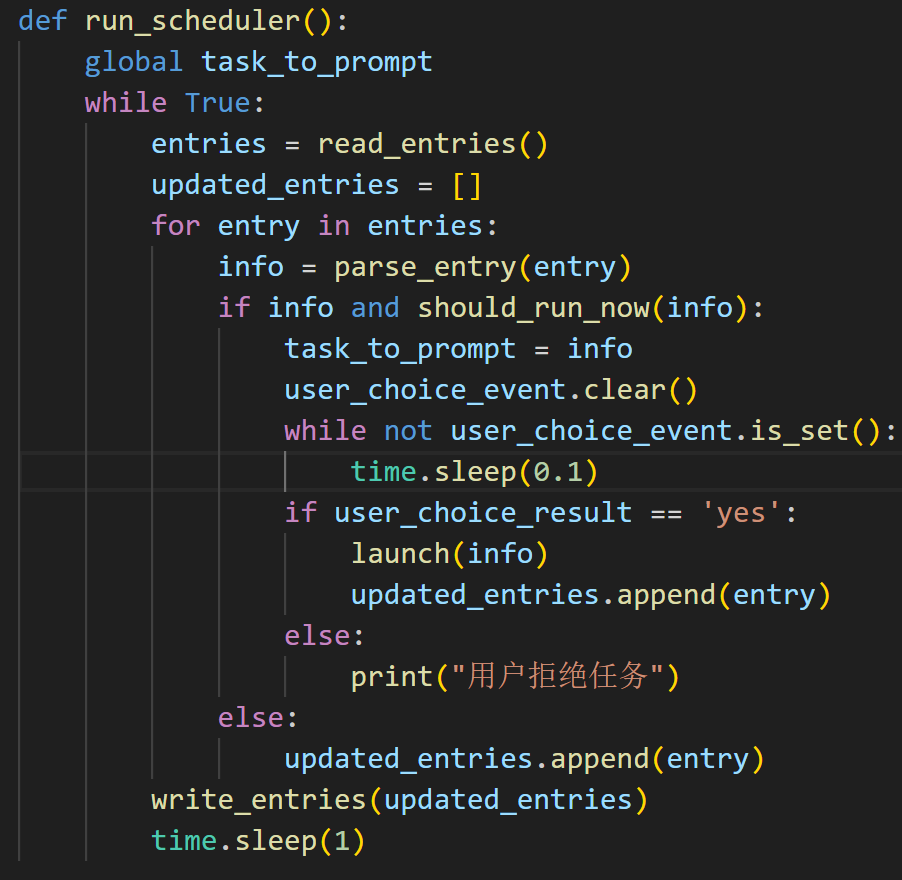 def run_scheduler():
    global task_to_prompt
    while True:
        entries = read_entries()
        updated_entries = []
        for entry in entries:
            info = parse_entry(entry)
            if info and should_run_now(info):
                task_to_prompt = info
                user_choice_event.clear()
                while not user_choice_event.is_set():
                    time.sleep(0.1)
                if user_choice_result == 'yes':
                    launch(info)
                    updated_entries.append(entry)
                else:
                    print("用户拒绝任务")
            else:
                updated_entries.append(entry)
        write_entries(updated_entries)
        time.sleep(1)